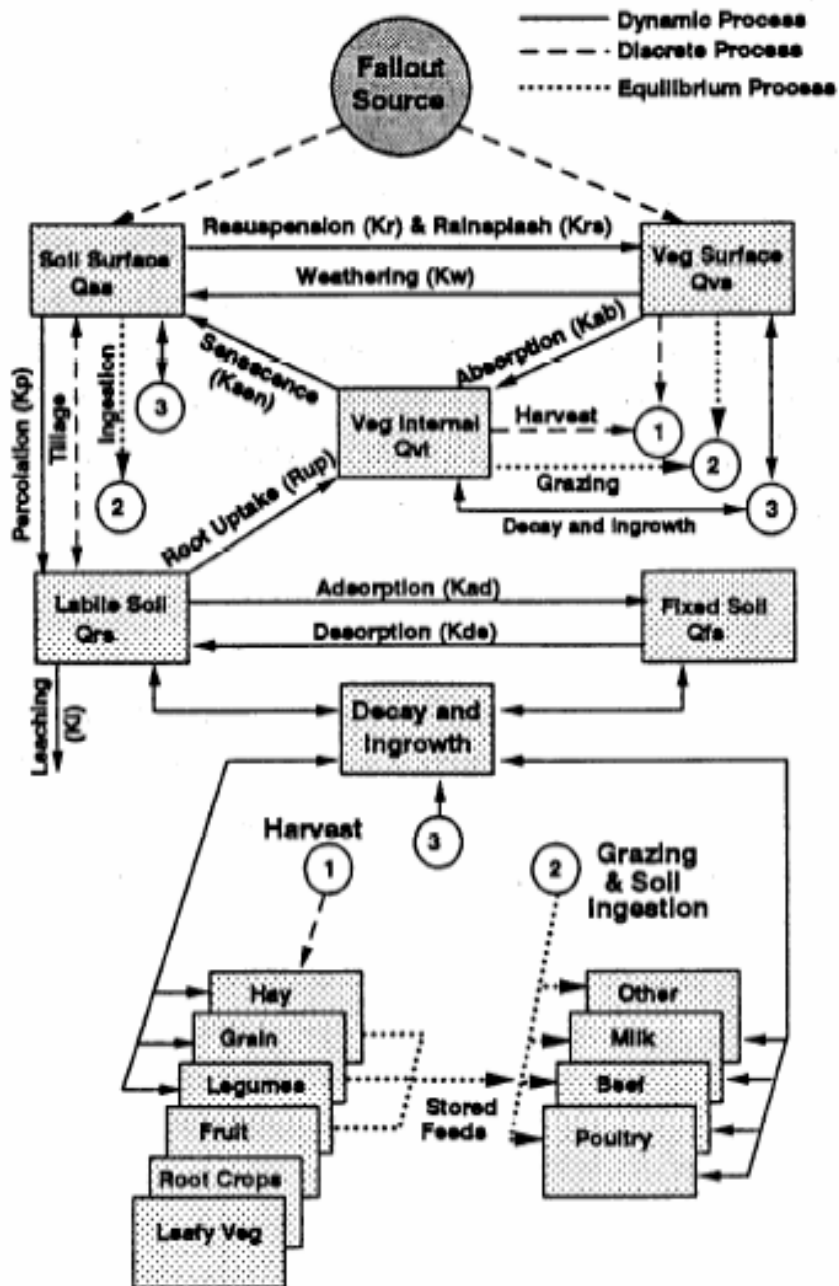 Dynamic Process
Discrete Process
Equilibrium Process
Fallout
Source
Soil Surface
Qss
Resuspension (Kr) & Rainsplash (Krs)
Weathering (Kw)
Veg Surface
Qvs
Percolation (Kp)
Tillage
Ingestion
3
2
Senescence
(Ksen)
Absorption (Kab)
Veg Internal
Qvi
Harvest
1
Grazing
2
Decay and Ingrowth
3
Root Uptake (Rup)
Labile Soil
Qrs
Adsorption (Kad)
Desorption (Kde)
Fixed Soil
Qfs
Leaching
(Kl)
Decay and
Ingrowth
3
Harvest
1
2
Grazing
& Soil
Ingestion
Hay
Grain
Legumes
Fruit
Root Crops
Leafy Veg
Stored
Feeds
Other
Milk
Beef
Poultry